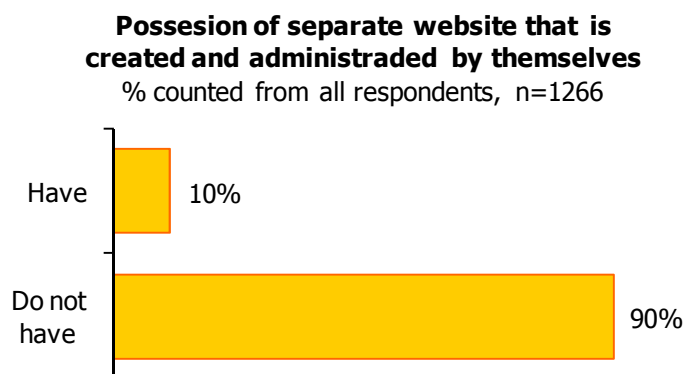 Possesion of separate website that is
created and administraded by themselves
% counted from all respondents, n=1266
Have
10%
Do not
have
90%